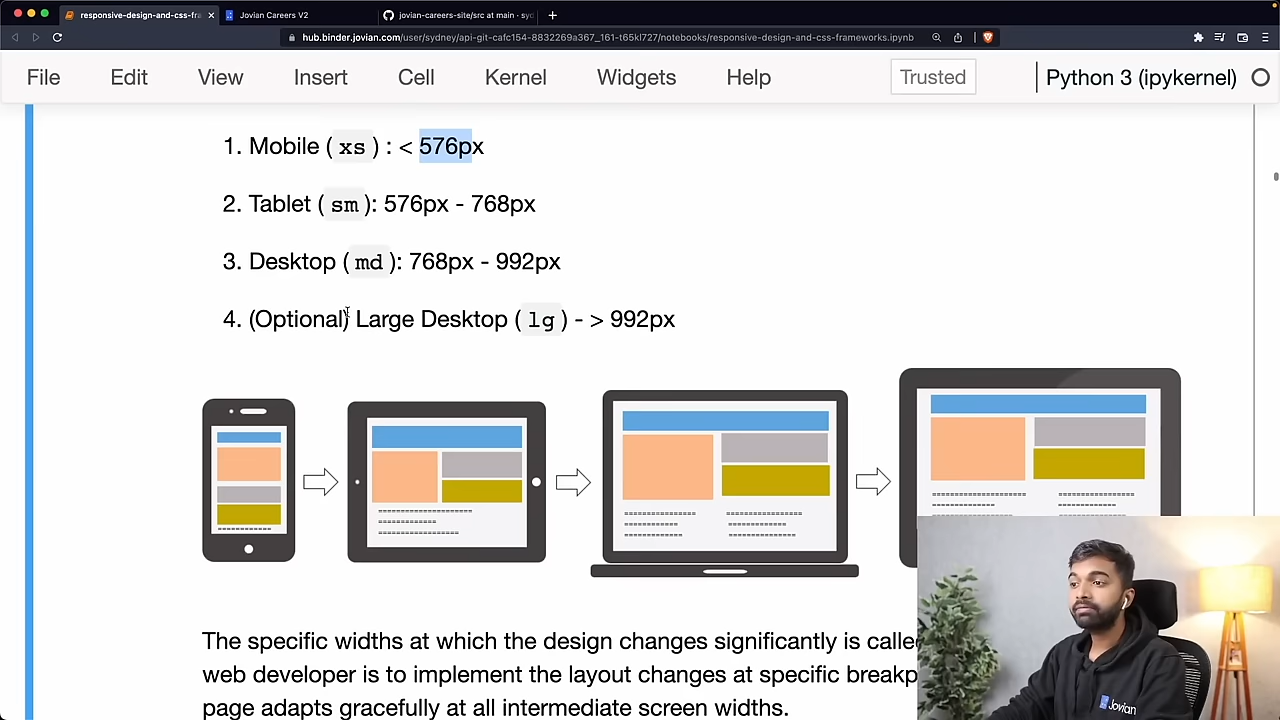 responsive-design-and-css-fra
Jovian Careers V2
jovian-careers-site/src at main · syd
hub.binder.jovian.com/user/sydney/api-git-cafc154-8832269a367_161-t65kl727/notebooks/responsive-design-and-css-frameworks.ipynb
File Edit View Insert Cell Kernel Widgets Help Trusted Python 3 (ipykernel)
1. Mobile ( xs ) : < 576px
2. Tablet ( sm ): 576px - 768px
3. Desktop ( md ): 768px - 992px
4. (Optional) Large Desktop ( lg ) - > 992px
The specific widths at which the design changes significantly is calle
web developer is to implement the layout changes at specific breakp
page adapts gracefully at all intermediate screen widths.
Jovian